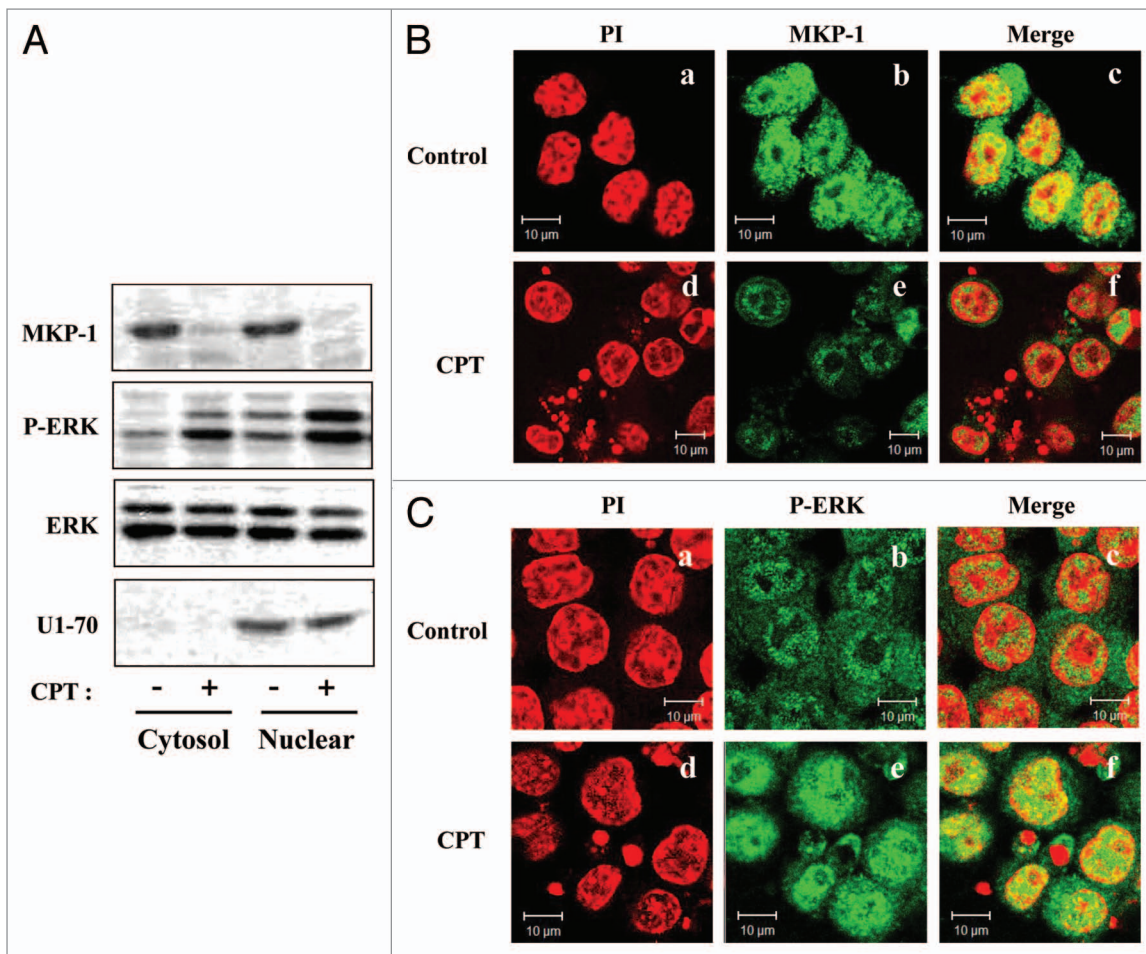 A
MKP-1
P-ERK
ERK
U1-70
CPT : - + - +
Cytosol Nuclear
B
PI MKP-1 Merge
Control
a b c
10 µm 10 µm 10 µm
CPT
d e f
10 µm 10 µm 10 µm
C
PI P-ERK Merge
Control
a b c
10 µm 10 µm 10 µm
CPT
d e f
10 µm 10 µm 10 µm